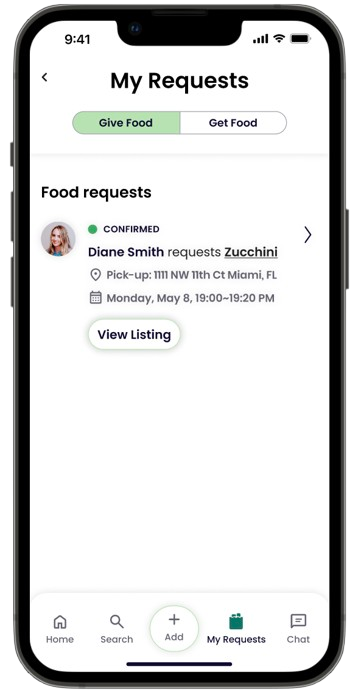 9:41
My Requests
Give Food Get Food
Food requests
CONFIRMED
Diane Smith requests Zucchini
Pick-up: 1111 NW 11th Ct Miami, FL
Monday, May 8, 19:00~19:20 PM
View Listing
Home Search Add My Requests Chat